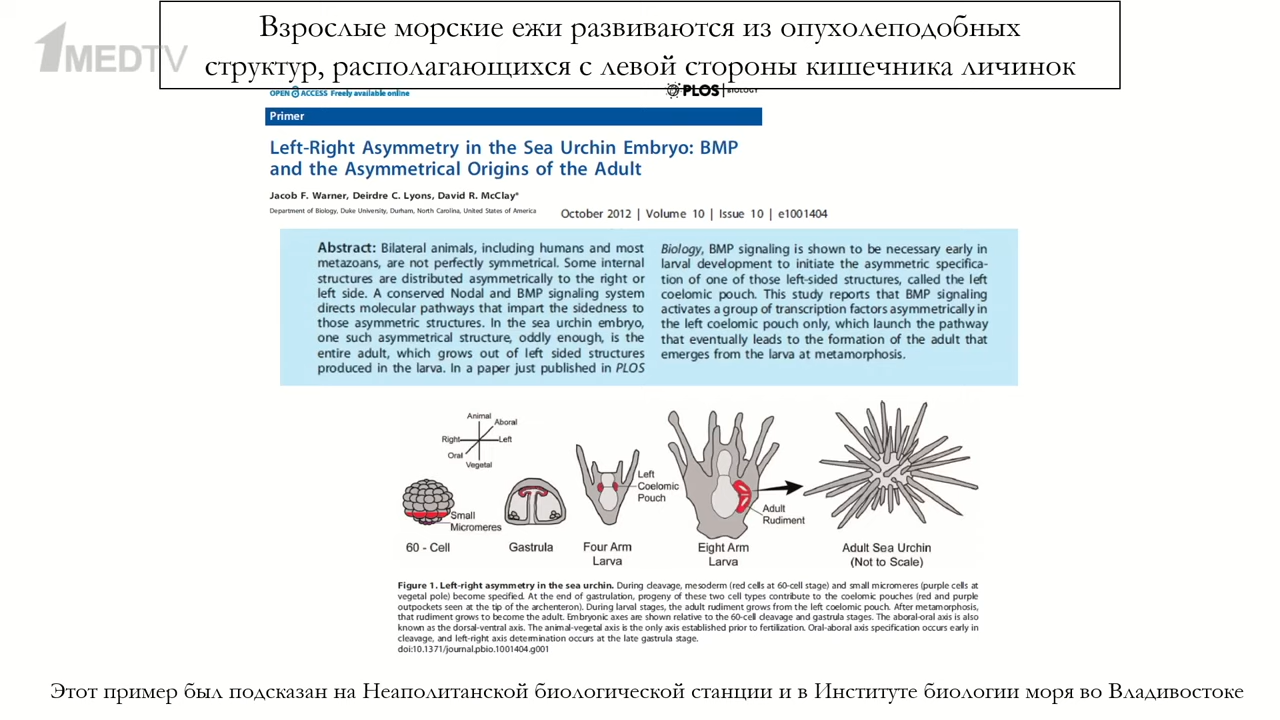 1MEDTV
Взрослые морские ежи развиваются из опухолеподобных
структур, располагающихся с левой стороны кишечника личинок
OPEN ACCESS Freely available online
PLOS | BIOLOGY
Primer
Left-Right Asymmetry in the Sea Urchin Embryo: BMP
and the Asymmetrical Origins of the Adult
Jacob F. Warner, Deirdre C. Lyons, David R. McClay*
Department of Biology, Duke University, Durham, North Carolina, United States of America
October 2012 | Volume 10 | Issue 10 | e1001404
Abstract: Bilateral animals, including humans and most
metazoans, are not perfectly symmetrical. Some internal
structures are distributed asymmetrically to the right or
left side. A conserved Nodal and BMP signaling system
directs molecular pathways that impart the sidedness to
those asymmetric structures. In the sea urchin embryo,
one such asymmetrical structure, oddly enough, is the
entire adult, which grows out of left sided structures
produced in the larva. In a paper just published in PLOS
Biology, BMP signaling is shown to be necessary early in
larval development to initiate the asymmetric specifica-
tion of one of those left-sided structures, called the left
coelomic pouch. This study reports that BMP signaling
activates a group of transcription factors asymmetrically in
the left coelomic pouch only, which launch the pathway
that eventually leads to the formation of the adult that
emerges from the larva at metamorphosis.
Animal
Aboral
Right
Left
Oral
Vegetal
Small
Micromeres
Left
Coelomic
Pouch
Adult
Rudiment
60 - Cell
Gastrula
Four Arm
Larva
Eight Arm
Larva
Adult Sea Urchin
(Not to Scale)
Figure 1. Left-right asymmetry in the sea urchin. During cleavage, mesoderm (red cells at 60-cell stage) and small micromeres (purple cells at
vegetal pole) become specified. At the end of gastrulation, progeny of these two cell types contribute to the coelomic pouches (red and purple
outpockets seen at the tip of the archenteron). During larval stages, the adult rudiment grows from the left coelomic pouch. After metamorphosis,
that rudiment grows to become the adult. Embryonic axes are shown relative to the 60-cell cleavage and gastrula stages. The aboral-oral axis is also
known as the dorsal-ventral axis. The animal-vegetal axis is the only axis established prior to fertilization. Oral-aboral axis specification occurs early in
cleavage, and left-right axis determination occurs at the late gastrula stage.
doi:10.1371/journal.pbio.1001404.g001
Этот пример был подсказан на Неаполитанской биологической станции и в Институте биологии моря во Владивостоке